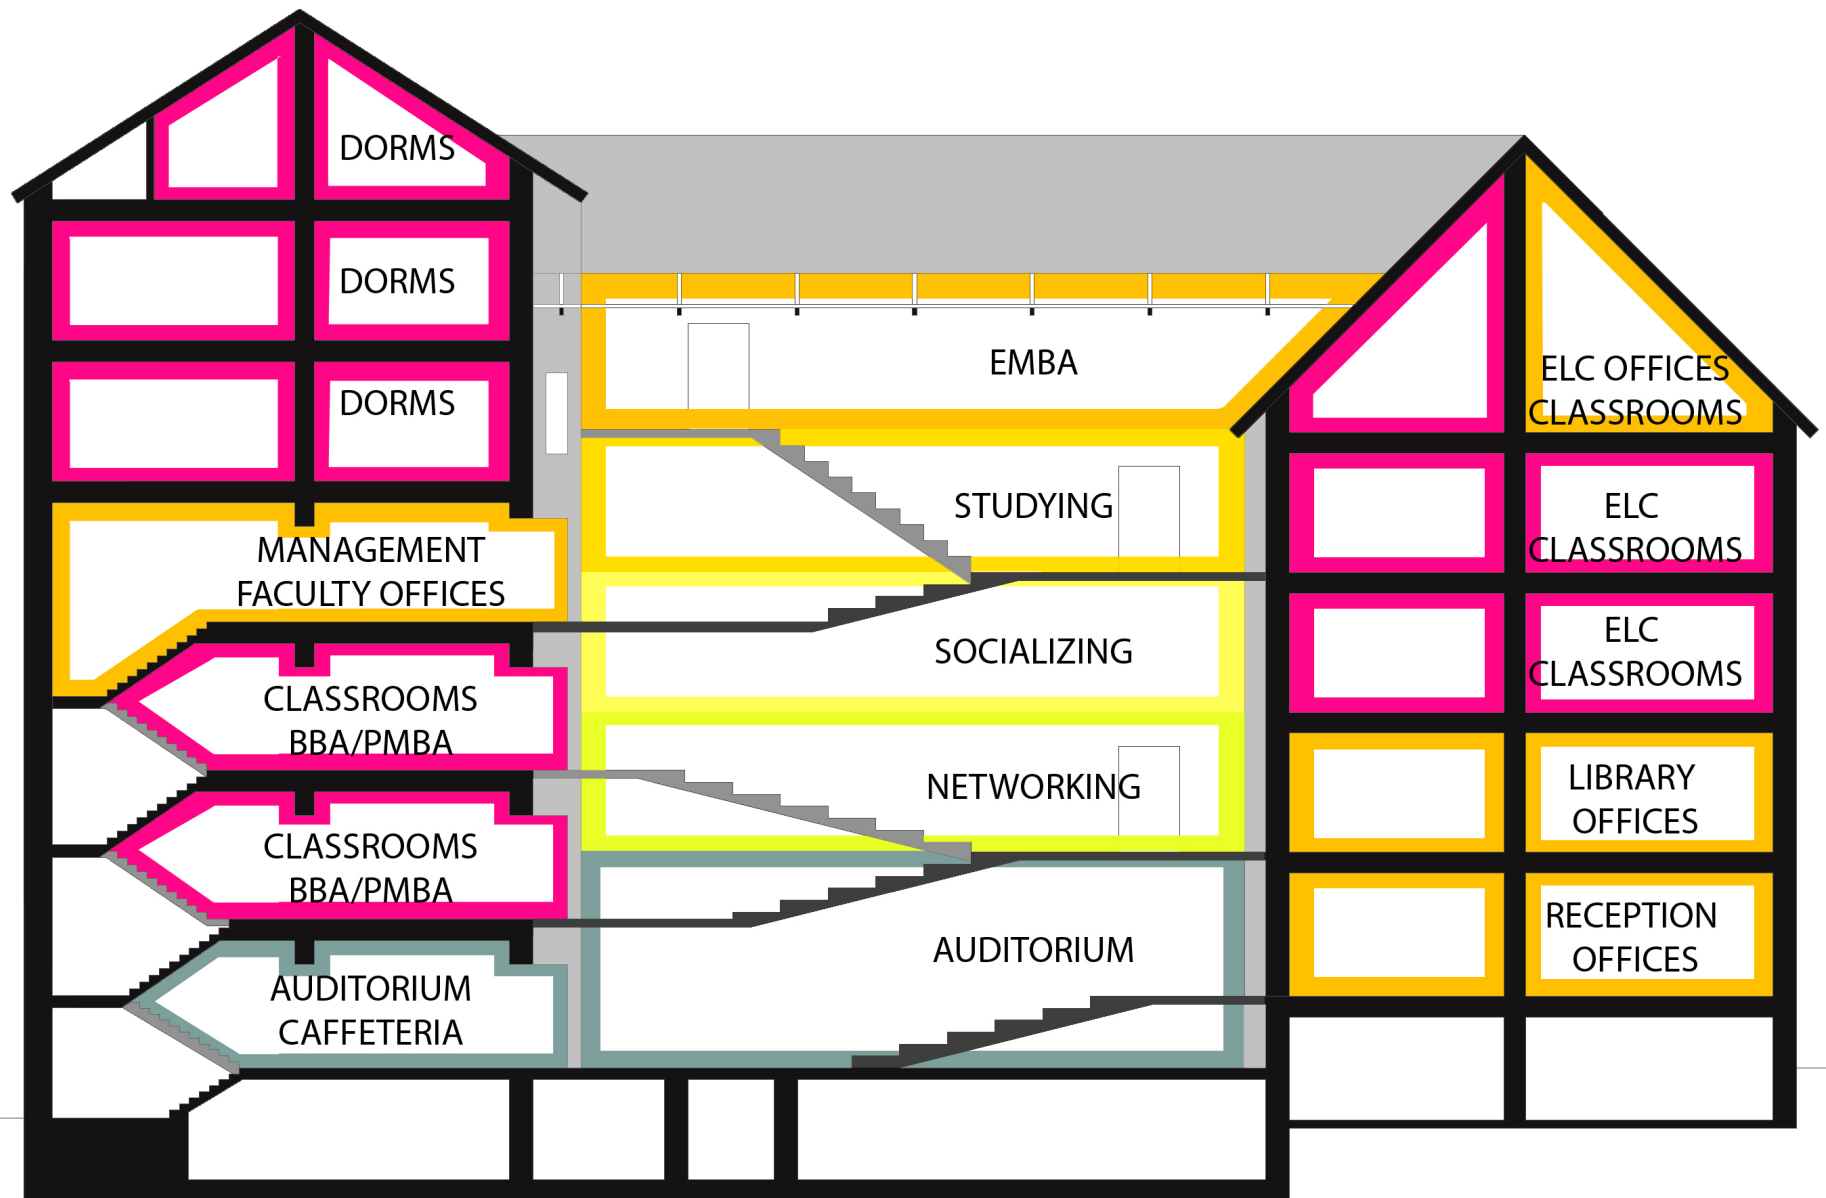 DORMS
DORMS
DORMS
MANAGEMENT
FACULTY OFFICES
CLASSROOMS
BBA/PMBA
CLASSROOMS
BBA/PMBA
AUDITORIUM
CAFFETERIA
EMBA
STUDYING
SOCIALIZING
NETWORKING
AUDITORIUM
ELC OFFICES
CLASSROOMS
ELC
CLASSROOMS
ELC
CLASSROOMS
LIBRARY
OFFICES
RECEPTION
OFFICES